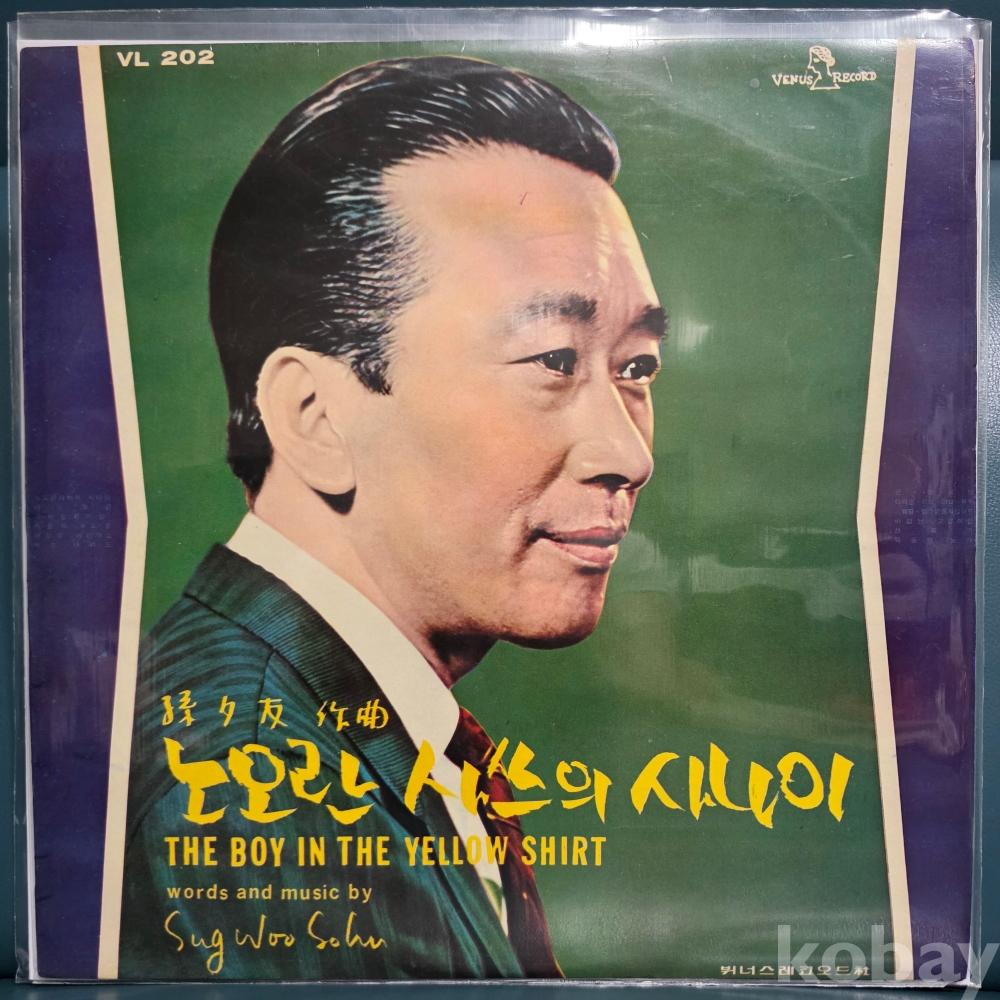 VL 202
VENUS RECORD
孫夕友 作曲
노오란 샤쓰의 사나이
THE BOY IN THE YELLOW SHIRT
words and music by
Sug Woo Sohn
뷔너스레코오드社
kobay